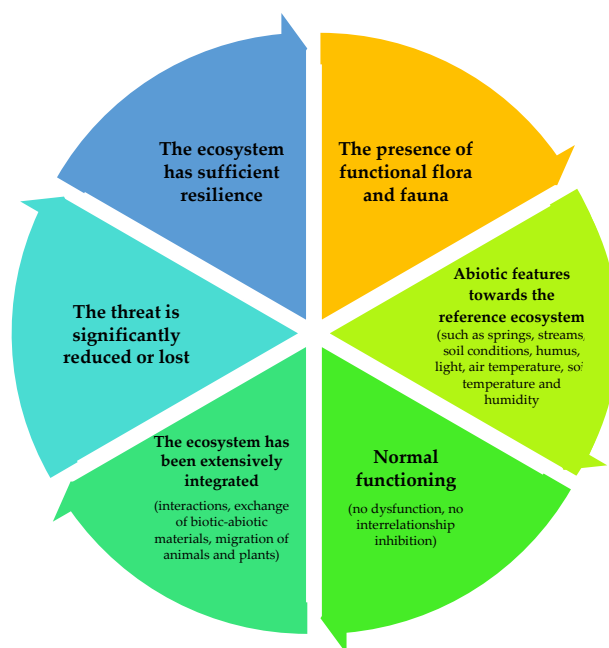 The ecosystem
has sufficient
resilience
The presence of
functional flora
and fauna
Abiotic features
towards the
reference ecosystem
(such as springs, streams,
soil conditions, humus,
light, air temperature, soi
temperature and
humidity
Normal
functioning
(no dysfunction, no
interrelationship
inhibition)
The ecosystem has
been extensively
integrated
(interactions, exchange
of biotic-abiotic
materials, migration of
animals and plants)
The threat is
significantly
reduced or lost